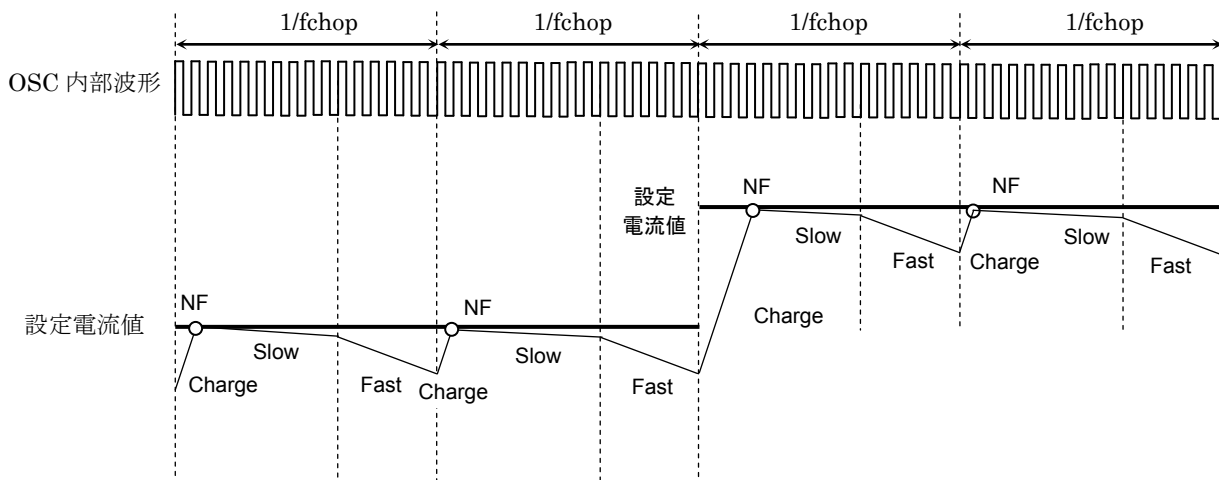 1/fchop 1/fchop 1/fchop 1/fchop
OSC 内部波形
設定
電流値
NF NF
Slow Slow
Fast Charge Fast
Charge
設定電流値
NF NF
Slow Slow
Charge Fast Charge Fast